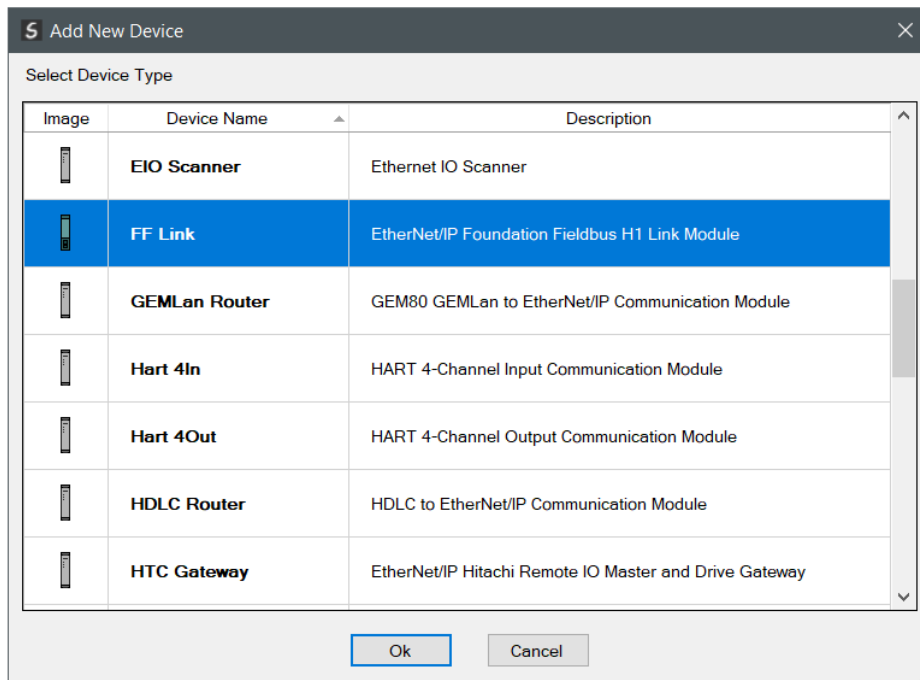 S Add New Device
Select Device Type
Image Device Name Description
EIO Scanner Ethernet IO Scanner
FF Link EtherNet/IP Foundation Fieldbus H1 Link Module
GEMLan Router GEM80 GEMLan to EtherNet/IP Communication Module
Hart 4In HART 4-Channel Input Communication Module
Hart 4Out HART 4-Channel Output Communication Module
HDLC Router HDLC to EtherNet/IP Communication Module
HTC Gateway EtherNet/IP Hitachi Remote IO Master and Drive Gateway
Ok Cancel